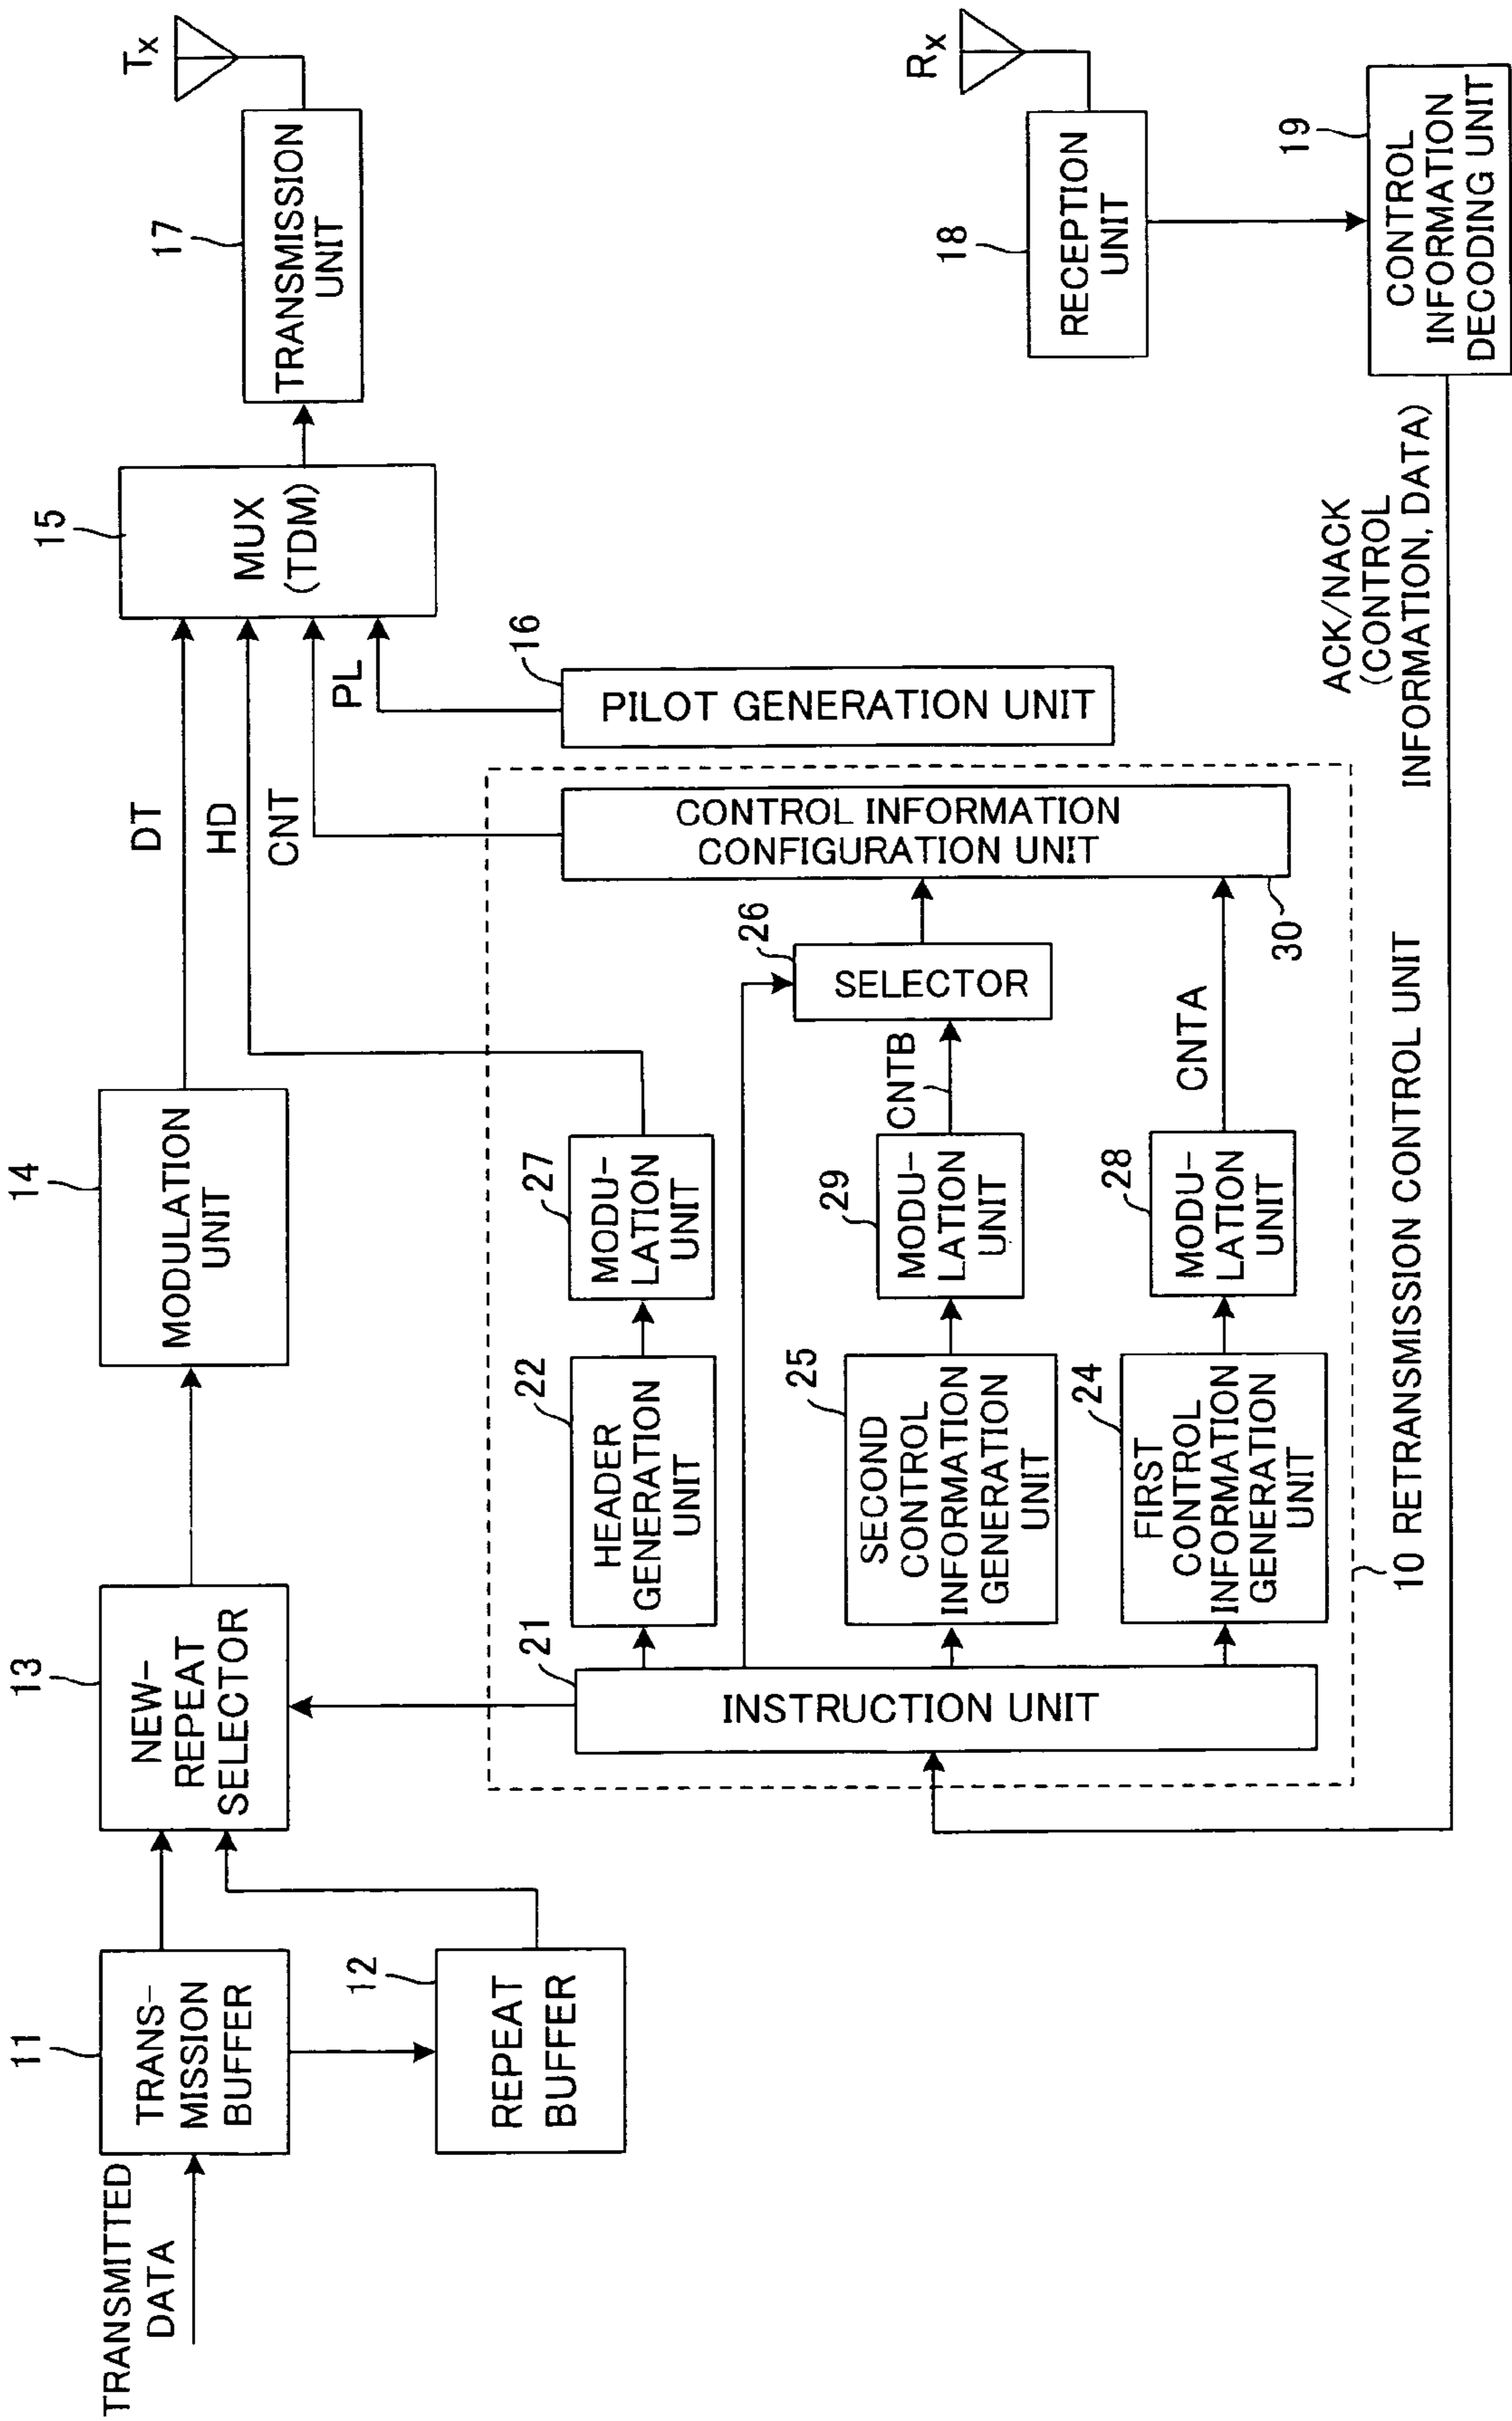 TRANSMITTED
DATA
11
TRANS-
MISSION
BUFFER
12
REPEAT
BUFFER
13
NEW-
REPEAT
SELECTOR
14
MODULATION
UNIT
DT
HD
CNT
PL
15
MUX
(TDM)
17
TRANSMISSION
UNIT
Tx
16
PILOT GENERATION UNIT
21
INSTRUCTION UNIT
22
HEADER
GENERATION
UNIT
27
MODU-
LATION
UNIT
25
SECOND
CONTROL
INFORMATION
GENERATION
UNIT
29
MODU-
LATION
UNIT
CNTB
26
SELECTOR
24
FIRST
CONTROL
INFORMATION
GENERATION
UNIT
28
MODU-
LATION
UNIT
CNTA
CONTROL INFORMATION
CONFIGURATION UNIT
30
10 RETRANSMISSION CONTROL UNIT
Rx
18
RECEPTION
UNIT
19
CONTROL
INFORMATION
DECODING UNIT
ACK/NACK
(CONTROL
INFORMATION, DATA)